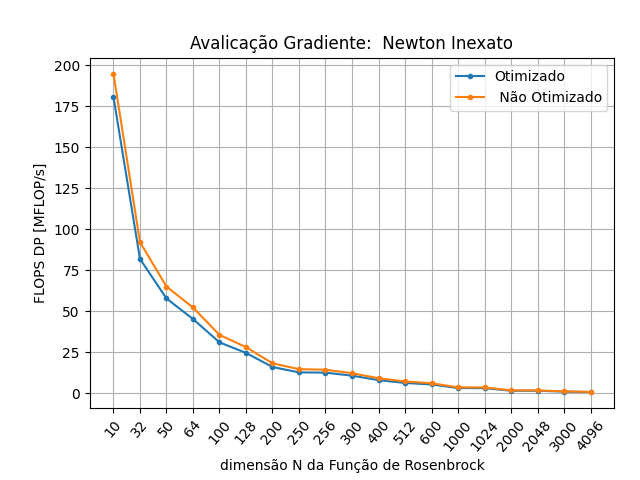 Avalicação Gradiente:  Newton Inexato
Otimizado
Não Otimizado
FLOPS DP [MFLOP/s]
200
175
150
125
100
75
50
25
0
10 32 50 64 100 128 200 250 256 300 400 512 600 1000 1024 2000 2048 3000 4096
dimensão N da Função de Rosenbrock